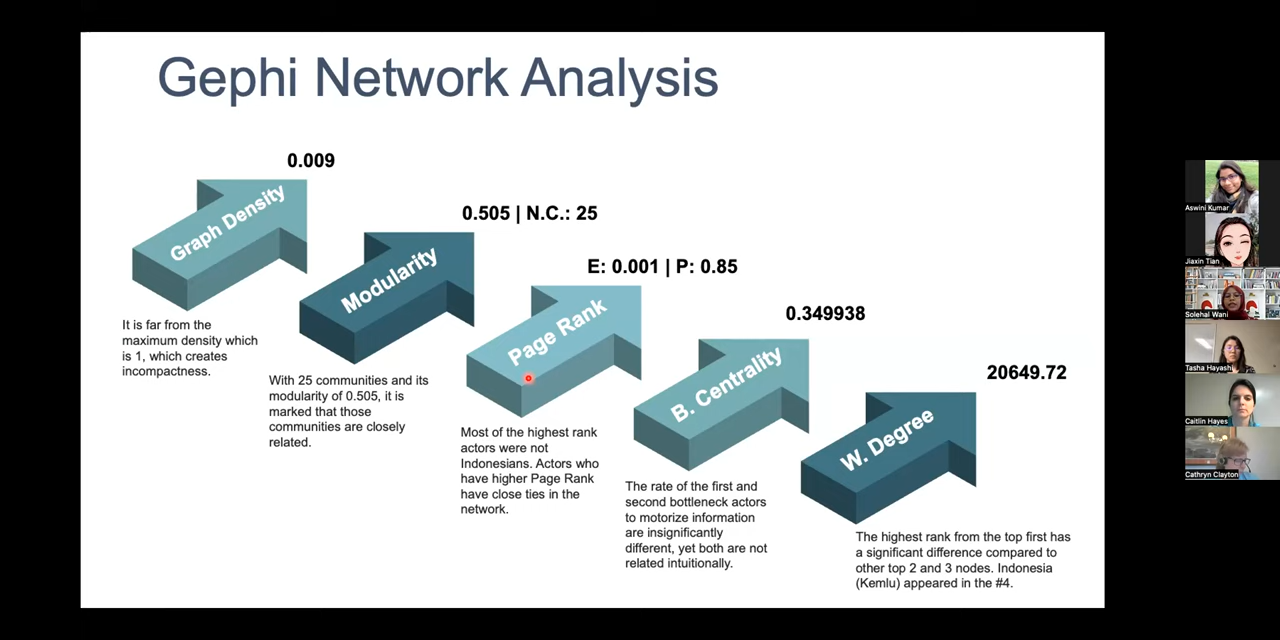 Gephi Network Analysis
0.009
Graph Density
It is far from the
maximum density which
is 1, which creates
incompactness.
0.505 | N.C.: 25
Modularity
With 25 communities and its
modularity of 0.505, it is
marked that those
communities are closely
related.
E: 0.001 | P: 0.85
Page Rank
Most of the highest rank
actors were not
Indonesians. Actors who
have higher Page Rank
have close ties in the
network.
0.349938
B. Centrality
The rate of the first and
second bottleneck actors
to motorize information
are insignificantly
different, yet both are not
related intuitionally.
20649.72
W. Degree
The highest rank from the top first has
a significant difference compared to
other top 2 and 3 nodes. Indonesia
(Kemlu) appeared in the #4.
Aswini Kumar
Jiaxin Tian
Solehal Wani
Tasha Hayashi
Caitlin Hayes
Cathryn Clayton